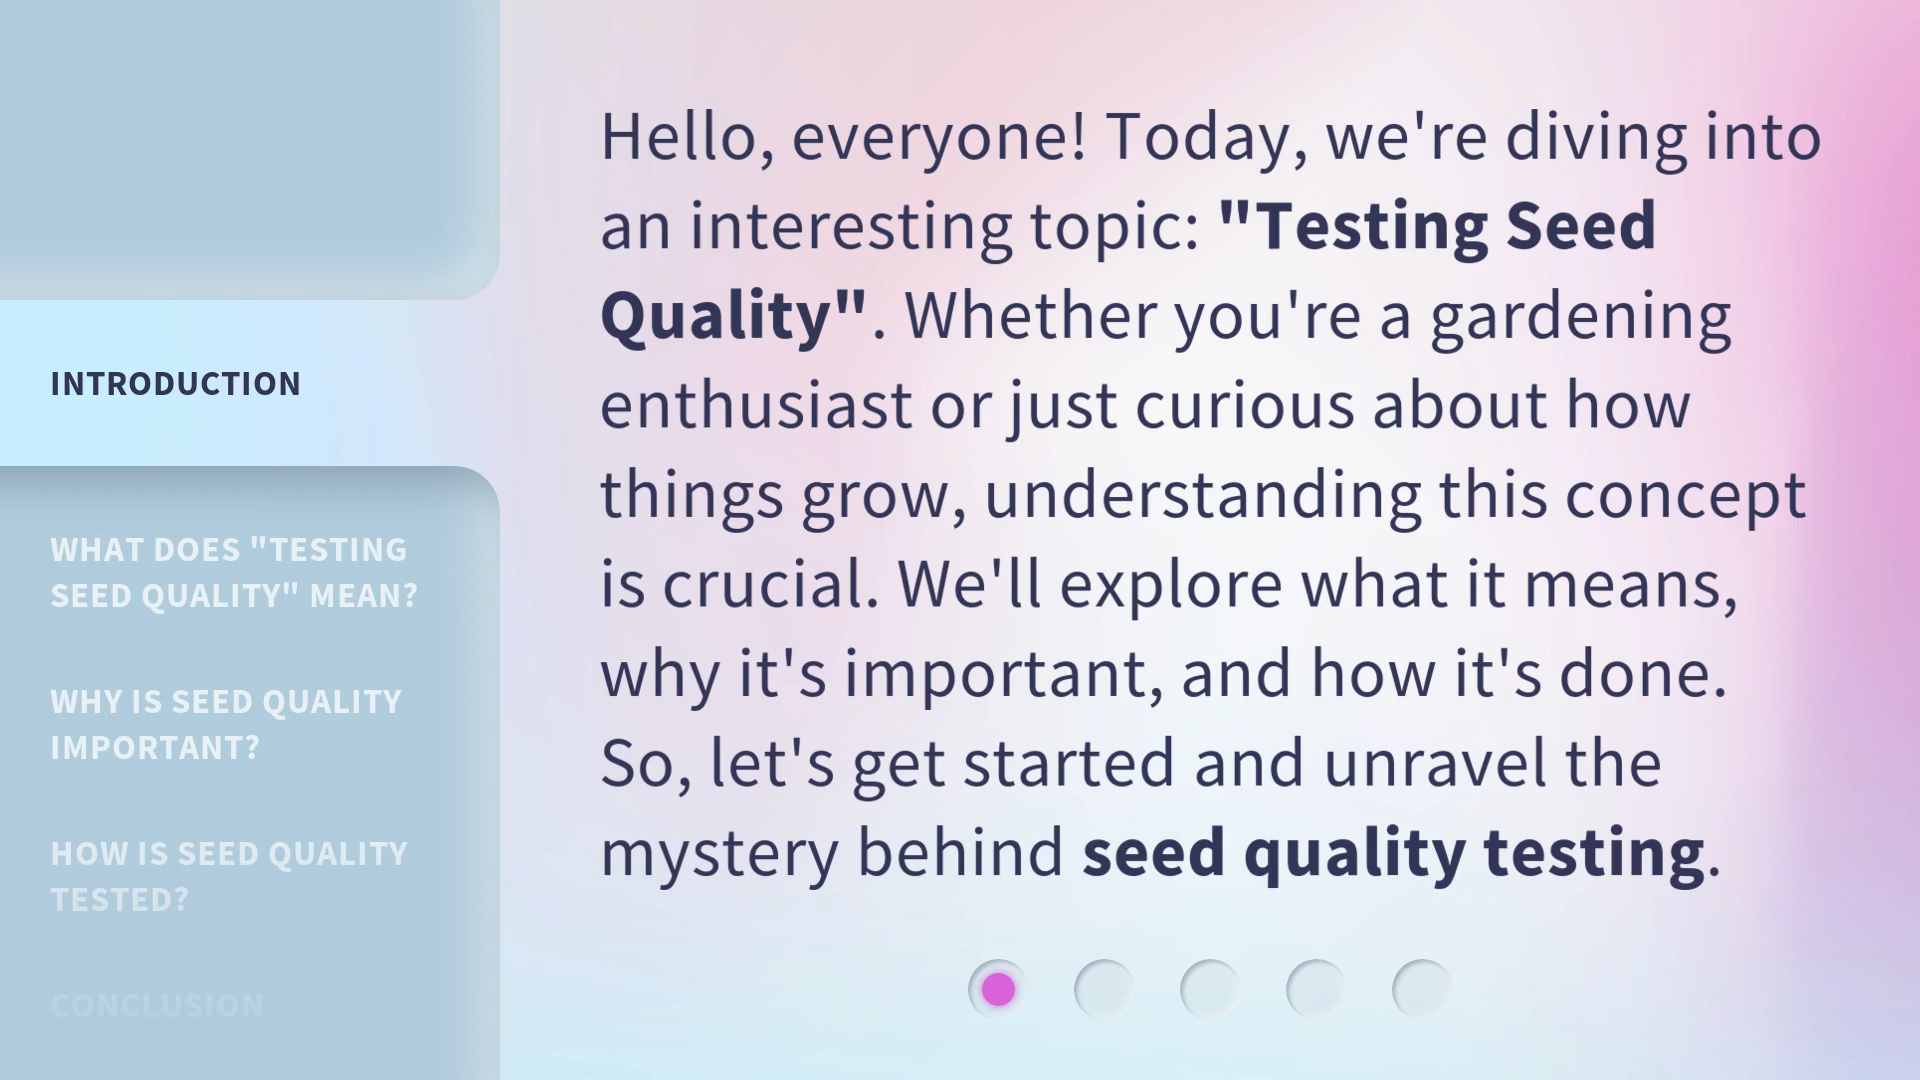 INTRODUCTION
WHAT DOES "TESTING
SEED QUALITY" MEAN?
WHY IS SEED QUALITY
IMPORTANT?
HOW IS SEED QUALITY
TESTED?
CONCLUSION
Hello, everyone! Today, we're diving into
an interesting topic: "Testing Seed
Quality". Whether you're a gardening
enthusiast or just curious about how
things grow, understanding this concept
is crucial. We'll explore what it means,
why it's important, and how it's done.
So, let's get started and unravel the
mystery behind seed quality testing.